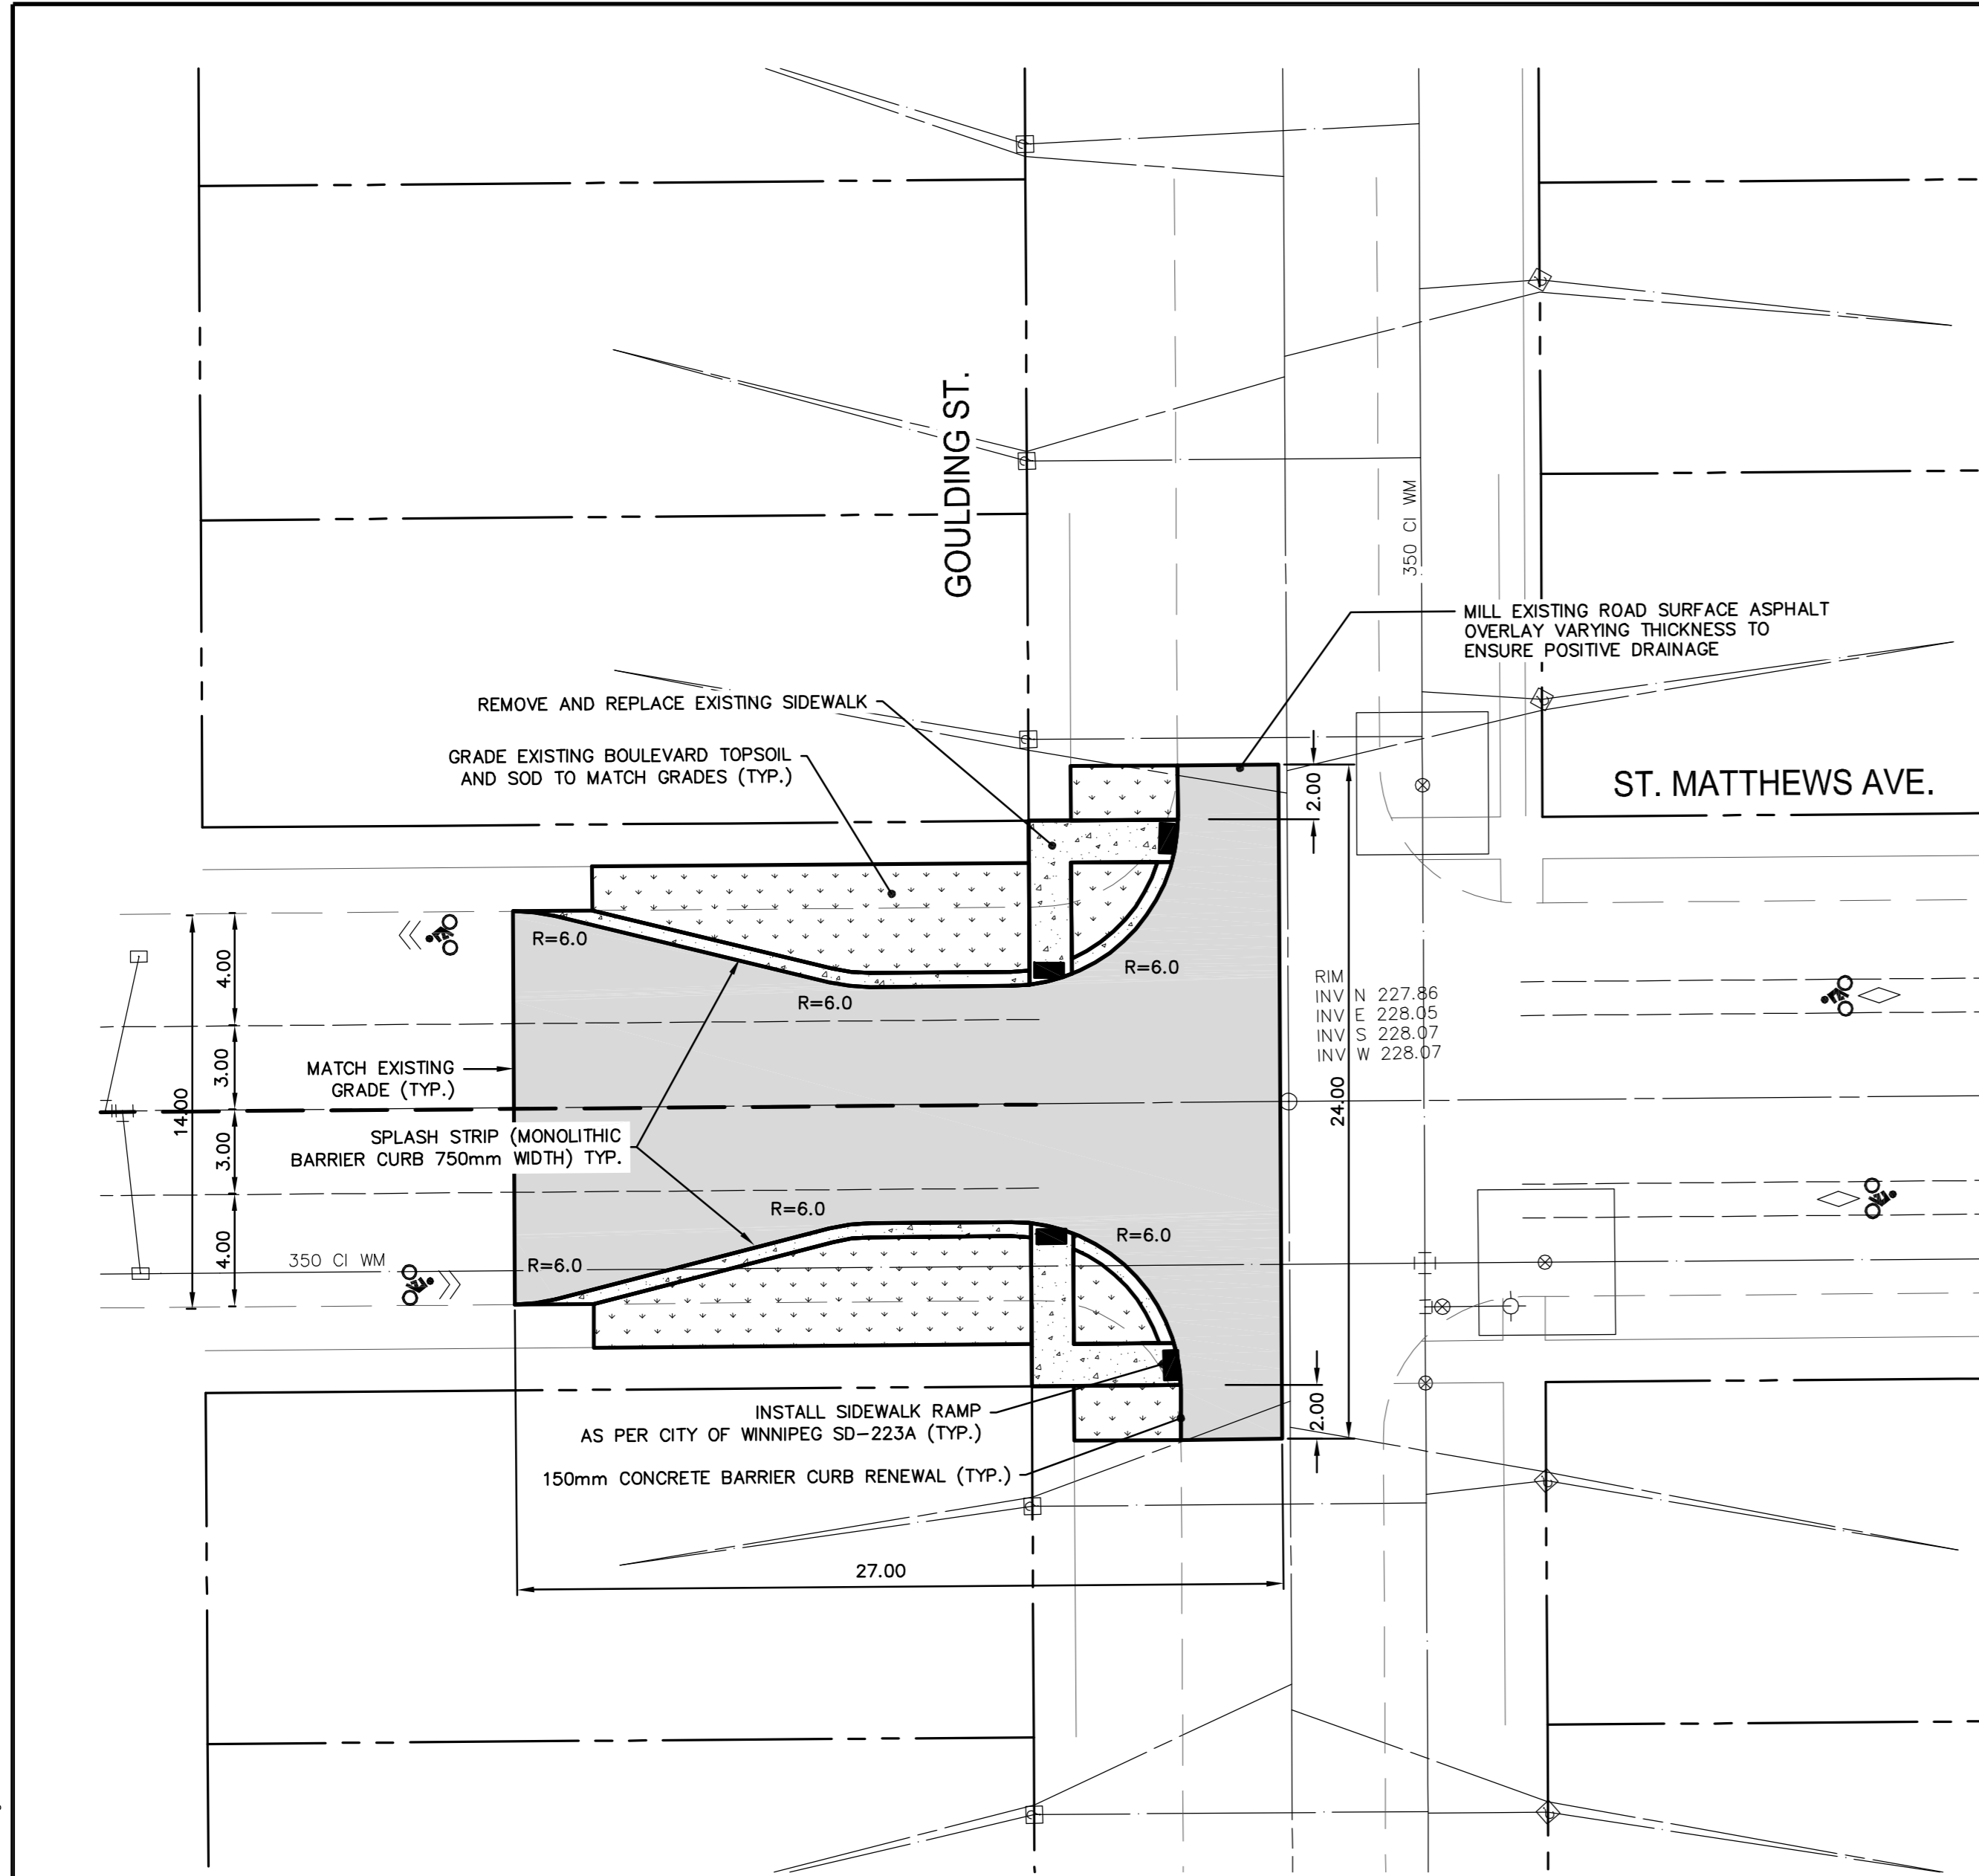 GOULDING ST.
350 CI WM
MILL EXISTING ROAD SURFACE ASPHALT
OVERLAY VARYING THICKNESS TO
ENSURE POSITIVE DRAINAGE
REMOVE AND REPLACE EXISTING SIDEWALK
GRADE EXISTING BOULEVARD TOPSOIL
AND SOD TO MATCH GRADES (TYP.)
2.00
ST. MATTHEWS AVE.
R=6.0
R=6.0
R=6.0
4.00
3.00
14.00
3.00
4.00
RIM
INV N 227.86
INV E 228.05
INV S 228.07
INV W 228.07
MATCH EXISTING
GRADE (TYP.)
24.00
SPLASH STRIP (MONOLITHIC
BARRIER CURB 750mm WIDTH) TYP.
R=6.0
R=6.0
R=6.0
350 CI WM
INSTALL SIDEWALK RAMP
AS PER CITY OF WINNIPEG SD-223A (TYP.)
2.00
150mm CONCRETE BARRIER CURB RENEWAL (TYP.)
27.00